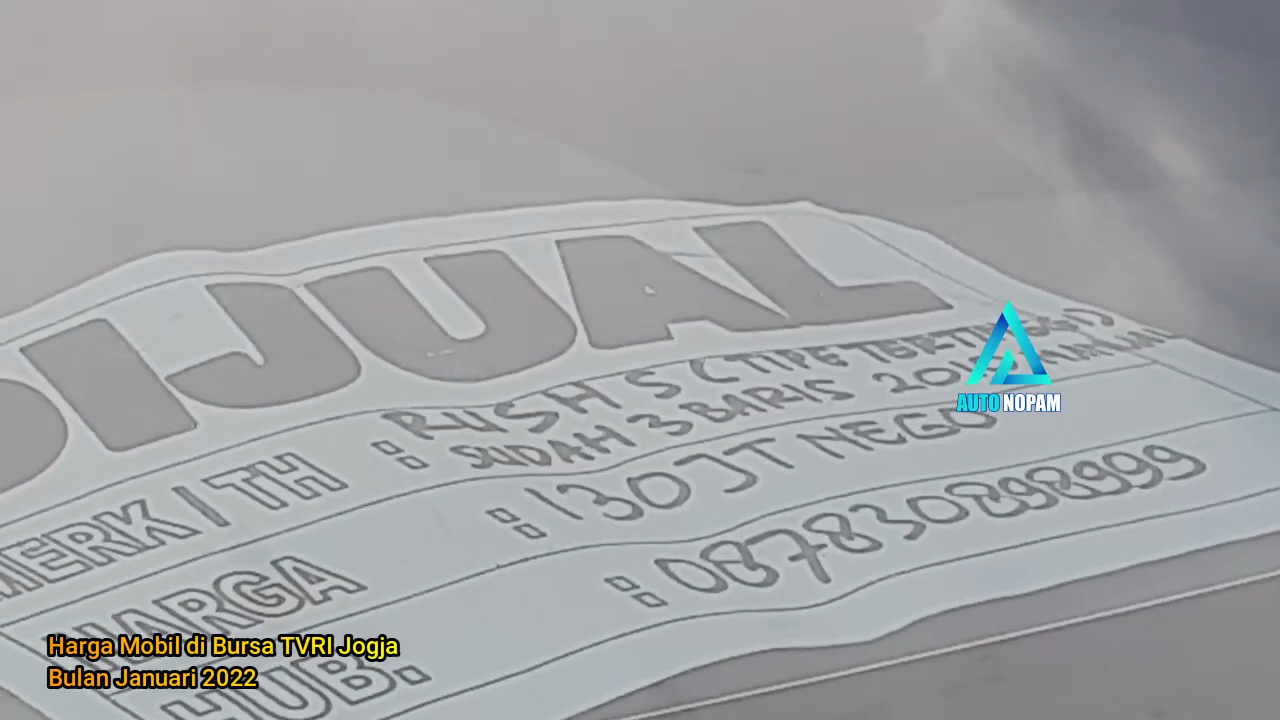 DIJUAL
MERK / TH : RUSH S (TIPE TERTINGGI)
SUDAH 3 BARIS MANUAL
HARGA : 130 JT NEGO
HUB. : 087830898999
AUTO NOPAM
Harga Mobil di Bursa TVRI Jogja
Bulan Januari 2022